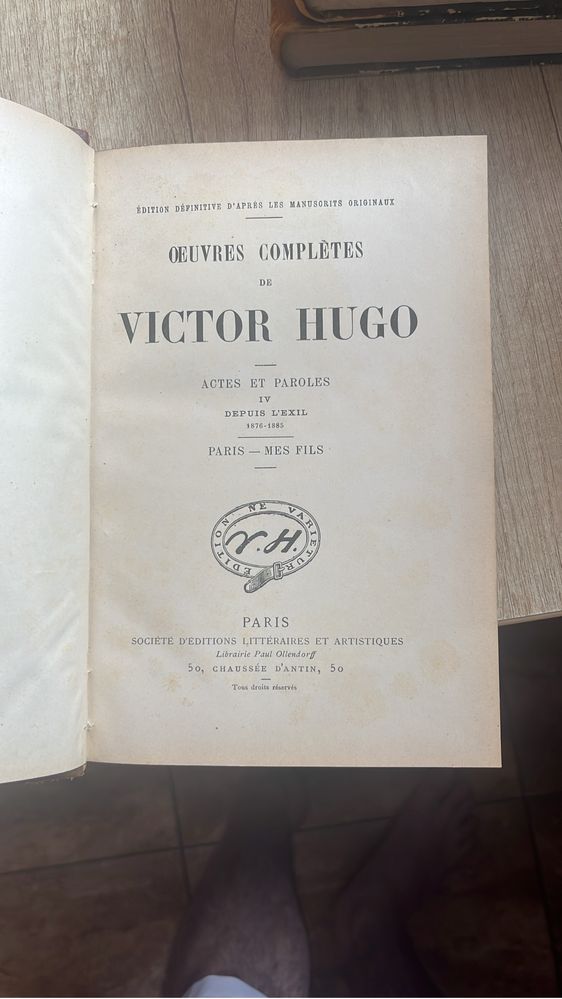 ÉDITION DÉFINITIVE D'APRÈS LES MANUSCRITS ORIGINAUX
ŒUVRES COMPLÈTES
DE
VICTOR HUGO
ACTES ET PAROLES
IV
DEPUIS L'EXIL
1876-1885
PARIS — MES FILS
ÉDITION NE VARIETUR
V.H.
PARIS
SOCIÉTÉ D'ÉDITIONS LITTÉRAIRES ET ARTISTIQUES
Librairie Paul Ollendorff
50, CHAUSSÉE D'ANTIN, 50
Tous droits réservés